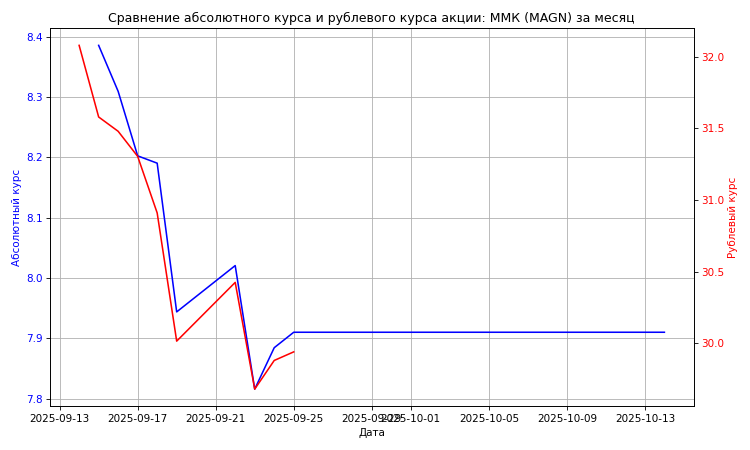 Сравнение абсолютного курса и рублевого курса акции: ММК (MAGN) за месяц
8.4
8.3
8.2
8.1
8.0
7.9
7.8
Абсолютный курс
32.0
31.5
31.0
30.5
30.0
Рублевый курс
2025-09-13 2025-09-17 2025-09-21 2025-09-25 2025-09-29 2025-10-01 2025-10-05 2025-10-09 2025-10-13
Дата